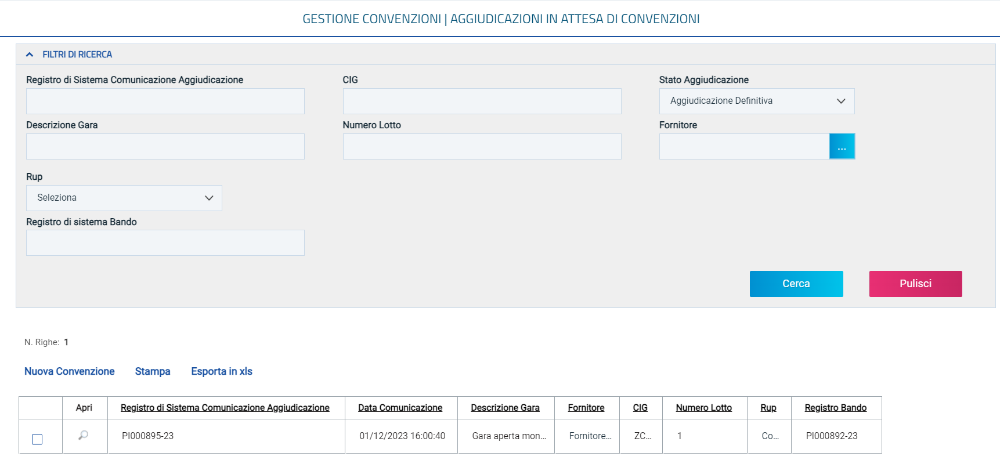 GESTIONE CONVENZIONI | AGGIUDICAZIONI IN ATTESA DI CONVENZIONI
FILTRI DI RICERCA
Registro di Sistema Comunicazione Aggiudicazione CIG Stato Aggiudicazione
Aggiudicazione Definitiva
Descrizione Gara Numero Lotto Fornitore
...
Rup
Seleziona
Registro di sistema Bando
Cerca Pulisci
N. Righe: 1
Nuova Convenzione Stampa Esporta in xls
Apri Registro di Sistema Comunicazione Aggiudicazione Data Comunicazione Descrizione Gara Fornitore CIG Numero Lotto Rup Registro Bando
PI000895-23 01/12/2023 16:00:40 Gara aperta mon... Fornitore... ZC... 1 Co... PI000892-23